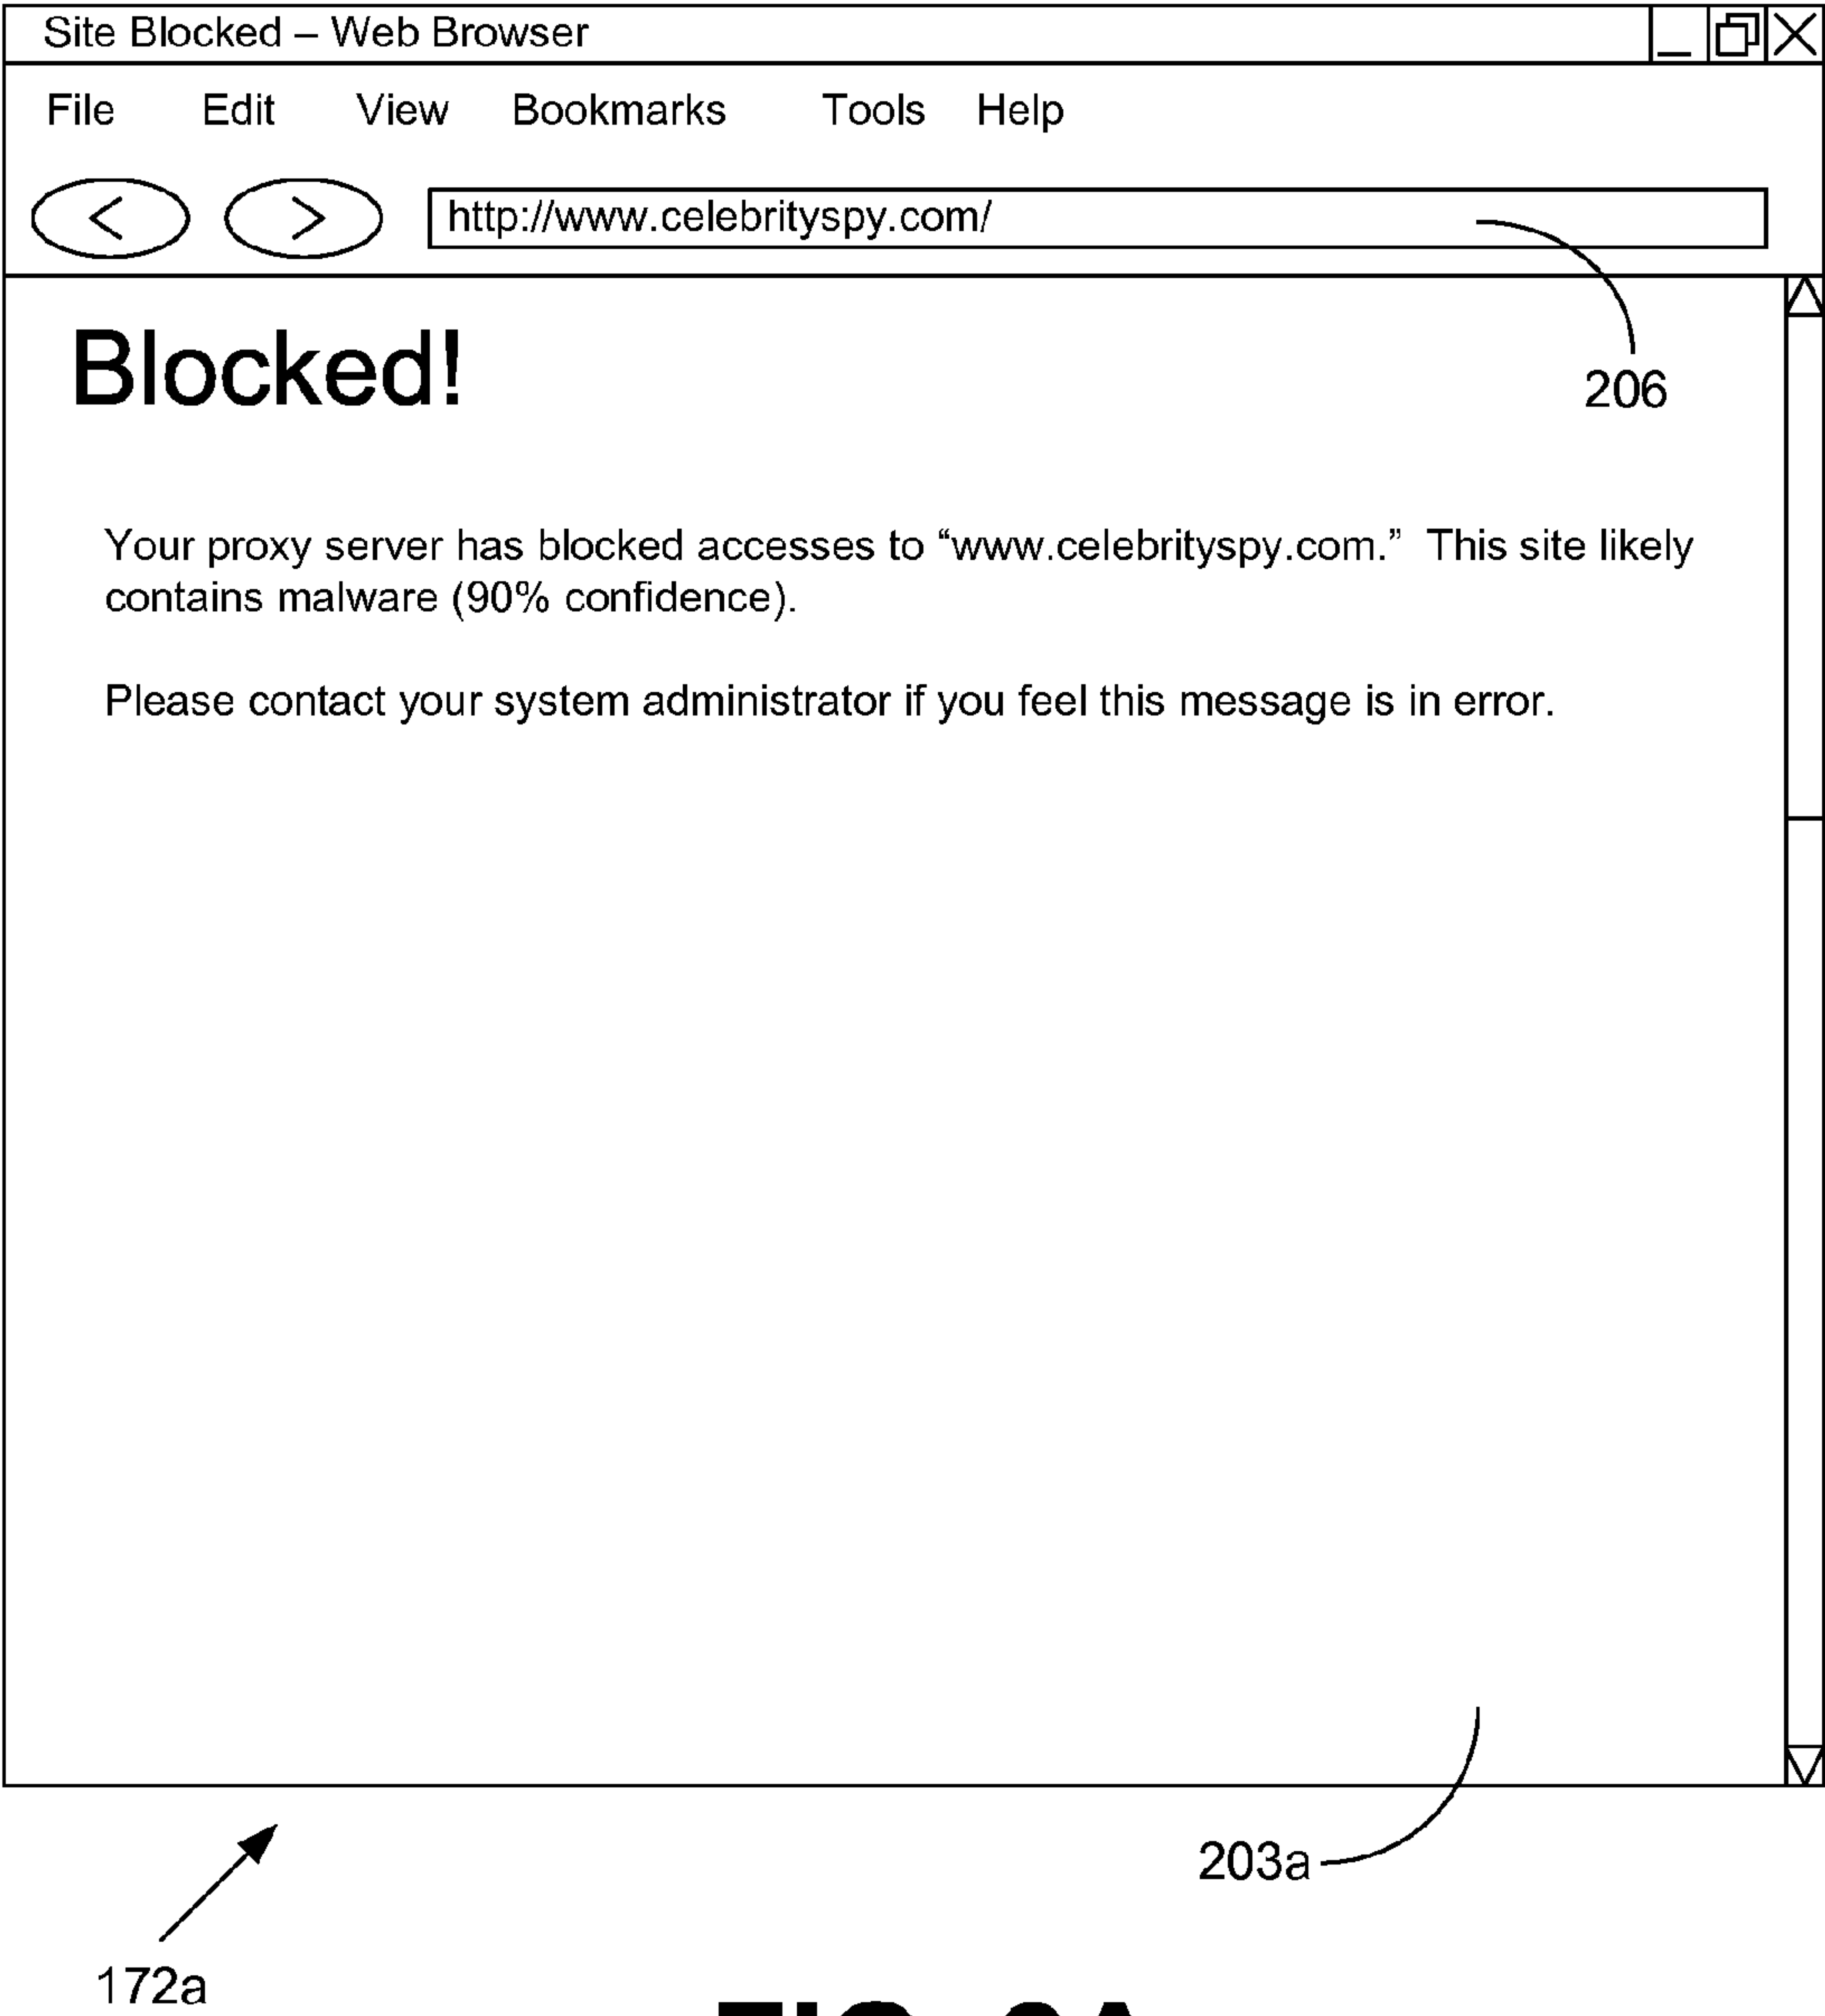 Site Blocked – Web Browser
File Edit View Bookmarks Tools Help
< > http://www.celebrityspy.com/
Blocked!
206
Your proxy server has blocked accesses to “www.celebrityspy.com.” This site likely
contains malware (90% confidence).
Please contact your system administrator if you feel this message is in error.
203a
172a